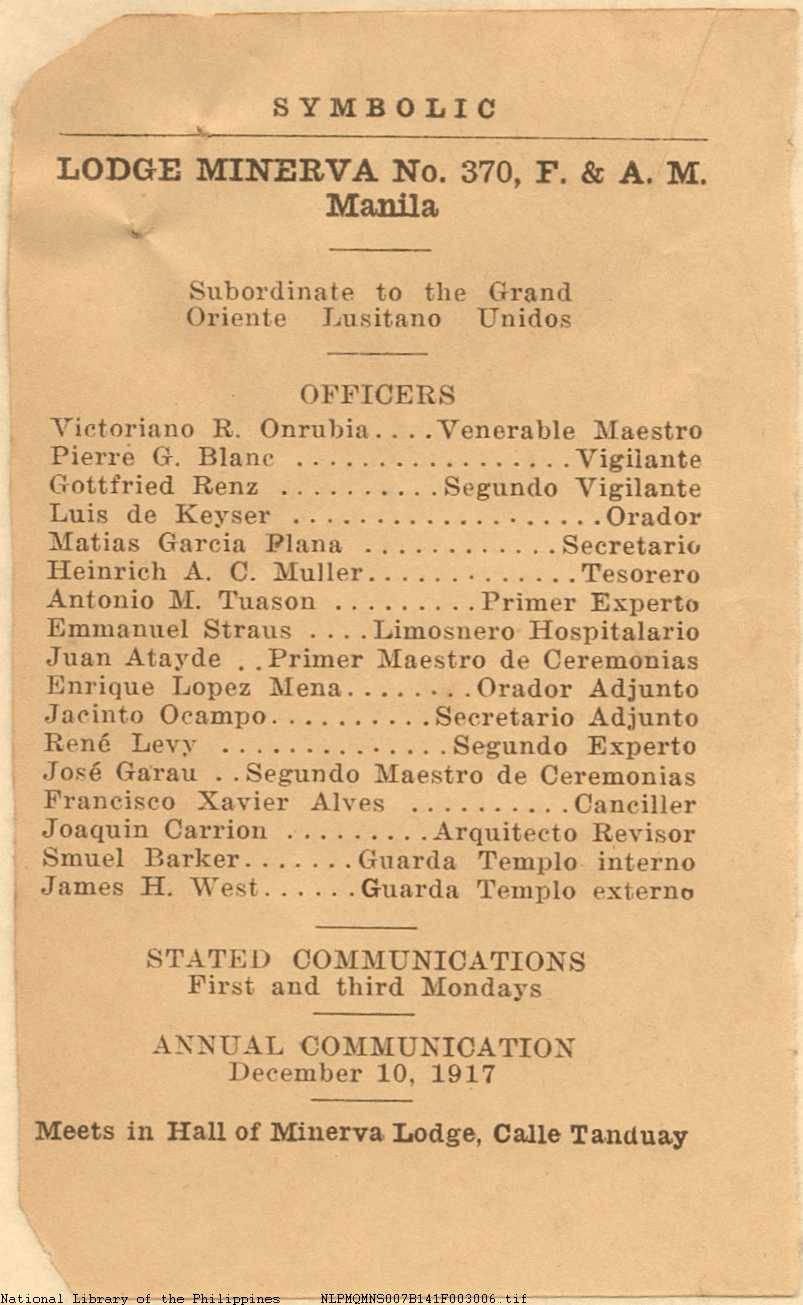 SYMBOLIC
LODGE MINERVA No. 370, F. & A. M.
Manila
Subordinate to the Grand
Oriente Lusitano Unidos
OFFICERS
Victoriano R. Onrubia....Venerable Maestro
Pierre G. Blanc .................Vigilante
Gottfried Renz ..........Segundo Vigilante
Luis de Keyser ...................Orador
Matias Garcia Plana ............Secretario
Heinrich A. C. Muller.............Tesorero
Antonio M. Tuason .........Primer Experto
Emmanuel Straus ....Limosnero Hospitalario
Juan Atayde ..Primer Maestro de Ceremonias
Enrique Lopez Mena........Orador Adjunto
Jacinto Ocampo..........Secretario Adjunto
René Levy ..............Segundo Experto
José Garau ..Segundo Maestro de Ceremonias
Francisco Xavier Alves ..........Canciller
Joaquin Carrion .........Arquitecto Revisor
Smuel Barker.......Guarda Templo interno
James H. West......Guarda Templo externo
STATED COMMUNICATIONS
First and third Mondays
ANNUAL COMMUNICATION
December 10, 1917
Meets in Hall of Minerva Lodge, Calle Tanduay
National Library of the Philippines NLPMQMNS007B141F003006.tif